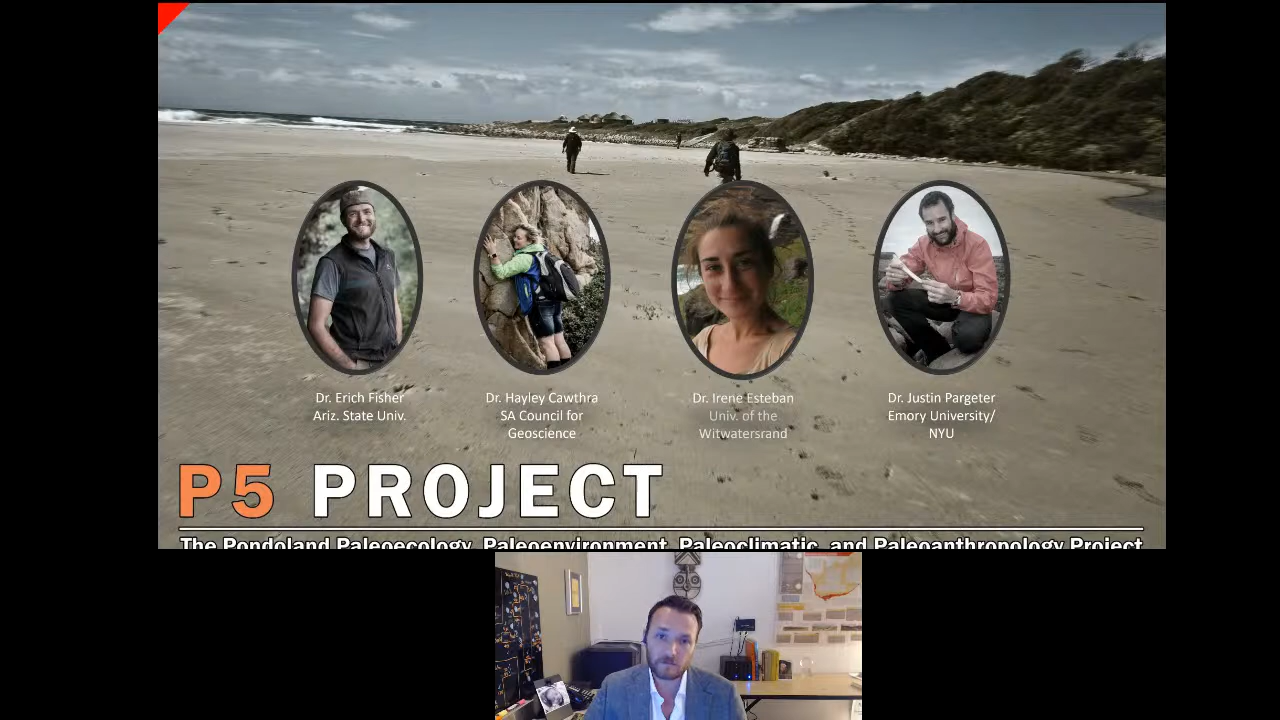 Dr. Erich Fisher
Ariz. State Univ.
Dr. Hayley Cawthra
SA Council for
Geoscience
Dr. Irene Esteban
Univ. of the
Witwatersrand
Dr. Justin Pargeter
Emory University/
NYU
P5 PROJECT
The Pondoland Paleoecology, Paleoenvironment, Paleoclimatic, and Paleoanthropology Project